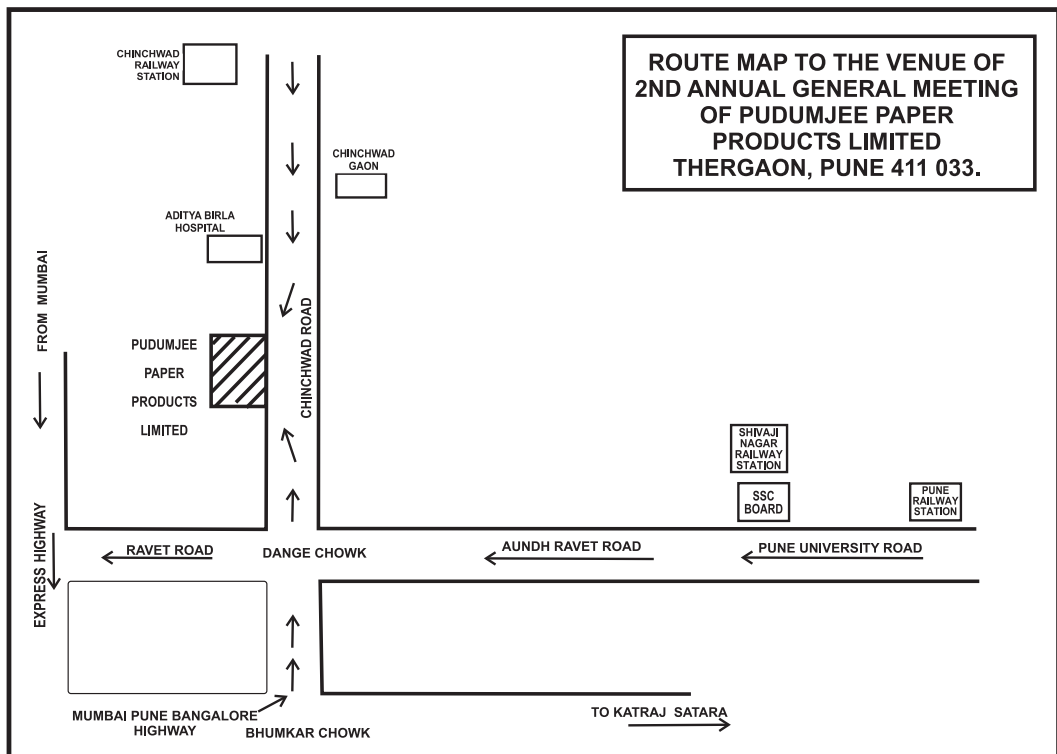 CHINCHWAD
RAILWAY
STATION
ROUTE MAP TO THE VENUE OF
2ND ANNUAL GENERAL MEETING
OF PUDUMJEE PAPER
PRODUCTS LIMITED
THERGAON, PUNE 411 033.
CHINCHWAD
GAON
ADITYA BIRLA
HOSPITAL
FROM MUMBAI
PUDUMJEE
PAPER
PRODUCTS
LIMITED
CHINCHWAD ROAD
SHIVAJI
NAGAR
RAILWAY
STATION
SSC
BOARD
PUNE
RAILWAY
STATION
EXPRESS HIGHWAY
RAVET ROAD
DANGE CHOWK
AUNDH RAVET ROAD
PUNE UNIVERSITY ROAD
MUMBAI PUNE BANGALORE
HIGHWAY
BHUMKAR CHOWK
TO KATRAJ SATARA